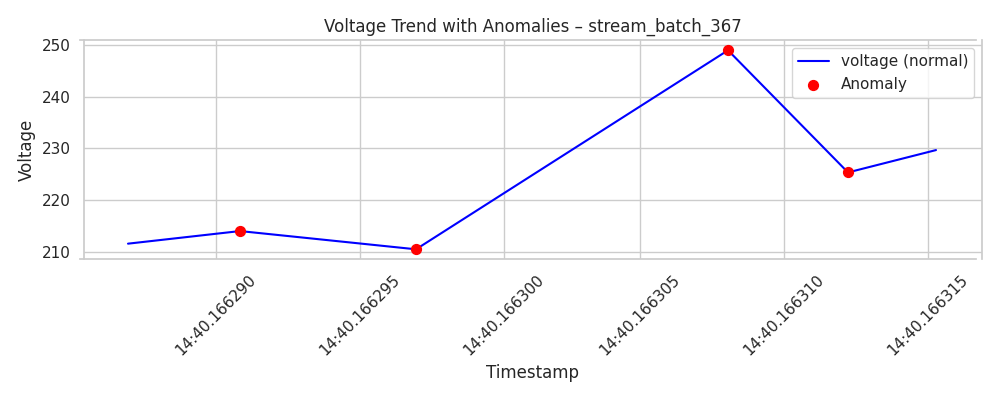 Voltage Trend with Anomalies – stream_batch_367
voltage (normal)
Anomaly
Voltage
250
240
230
220
210
14:40.166290
14:40.166295
14:40.166300
14:40.166305
14:40.166310
14:40.166315
Timestamp